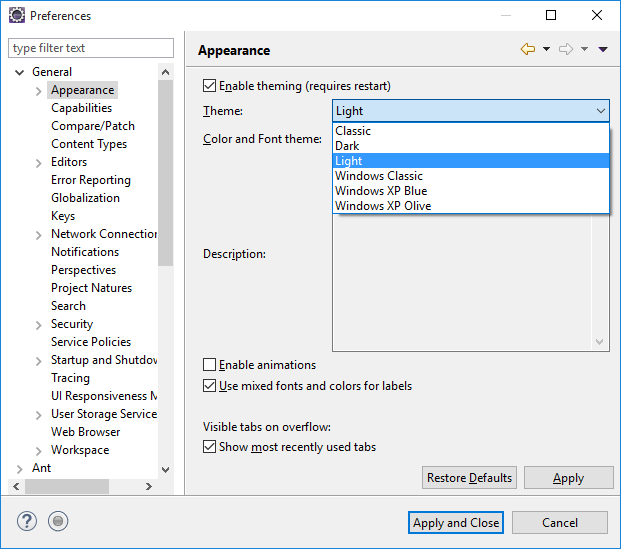 Preferences
type filter text
General
Appearance
Capabilities
Compare/Patch
Content Types
Editors
Error Reporting
Globalization
Keys
Network Connection
Notifications
Perspectives
Project Natures
Search
Security
Service Policies
Startup and Shutdow
Tracing
UI Responsiveness M
User Storage Service
Web Browser
Workspace
Ant
Appearance
Enable theming (requires restart)
Theme: Light
Classic
Color and Font theme: Dark
Light
Windows Classic
Windows XP Blue
Windows XP Olive
Description:
Enable animations
Use mixed fonts and colors for labels
Visible tabs on overflow:
Show most recently used tabs
Restore Defaults Apply
? Apply and Close Cancel